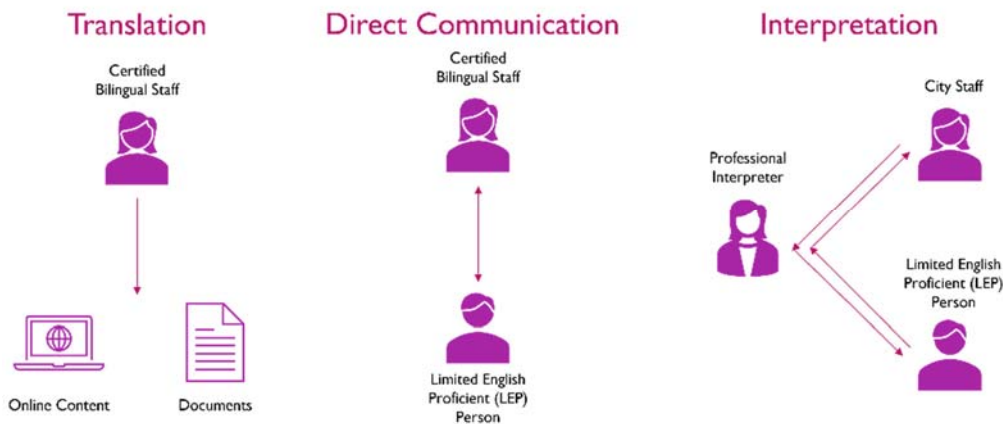 Translation
Certified
Bilingual Staff
Online Content
Documents
Direct Communication
Certified
Bilingual Staff
Limited English
Proficient (LEP)
Person
Interpretation
City Staff
Professional
Interpreter
Limited English
Proficient (LEP)
Person